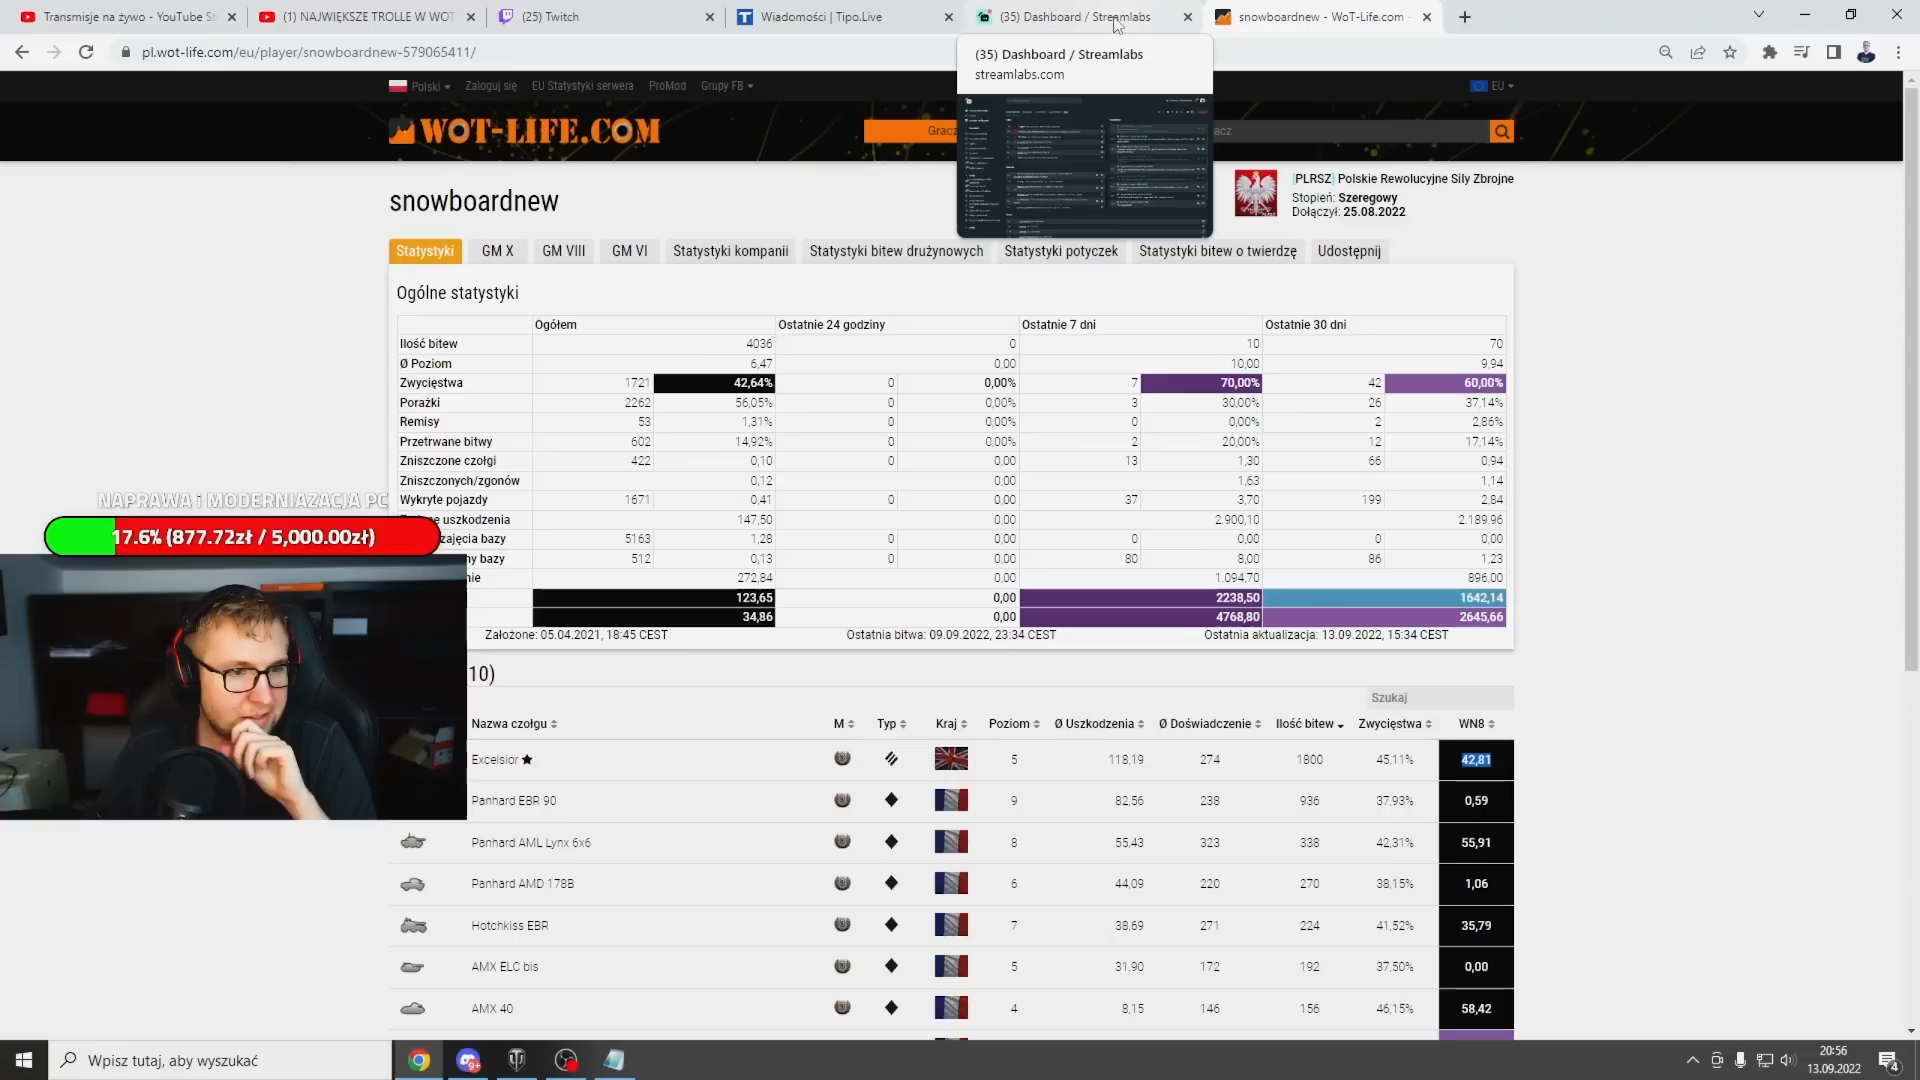 Transmisje na żywo - YouTube St
(1) NAJWIĘKSZE TROLLE W WOT
(25) Twitch
Wiadomości | Tipo.Live
(35) Dashboard / Streamlabs
snowboardnew - WoT-Life.com
pl.wot-life.com/eu/player/snowboardnew-579065411/
(35) Dashboard / Streamlabs
streamlabs.com
Polski
Zaloguj się
EU Statystyki serwera
ProMod
Grupy FB
EU
WOT-LIFE.COM
Gracz
acz
snowboardnew
[PLRSZ] Polskie Rewolucyjne Siły Zbrojne
Stopień: Szeregowy
Dołączył: 25.08.2022
Statystyki
GM X
GM VIII
GM VI
Statystyki kompanii
Statystyki bitew drużynowych
Statystyki potyczek
Statystyki bitew o twierdzę
Udostępnij
Ogólne statystyki
Ogółem Ostatnie 24 godziny Ostatnie 7 dni Ostatnie 30 dni
Ilość bitew 4036 0 10 70
Ø Poziom 6,47 0,00 10,00 9,94
Zwycięstwa 1721 42,64% 0 0,00% 7 70,00% 42 60,00%
Porażki 2262 56,05% 0 0,00% 3 30,00% 26 37,14%
Remisy 53 1,31% 0 0,00% 0 0,00% 2 2,86%
Przetrwane bitwy 602 14,92% 0 0,00% 2 20,00% 12 17,14%
Zniszczone czołgi 422 0,10 0 0,00 13 1,30 66 0,94
Zniszczonych/zgonów 0,12 0,00 1,63 1,14
Wykryte pojazdy 1671 0,41 0 0,00 37 3,70 199 2,84
NAPRAWA i MODERNIAZACJA PC
ne uszkodzenia 147,50 0,00 2.900,10 2.189,96
17.6% (877.72zł / 5,000.00zł)
zajęcia bazy 5163 1,28 0 0,00 0 0,00 0 0,00
ny bazy 512 0,13 0 0,00 80 8,00 86 1,23
nie 272,84 0,00 1.094,70 896,00
123,65 0,00 2238,50 1642,14
34,86 0,00 4768,80 2645,66
Założone: 05.04.2021, 18:45 CEST
Ostatnia bitwa: 09.09.2022, 23:34 CEST
Ostatnia aktualizacja: 13.09.2022, 15:34 CEST
10)
Szukaj
Nazwa czołgu M Typ Kraj Poziom Ø Uszkodzenia Ø Doświadczenie Ilość bitew Zwycięstwa WN8
Excelsior 5 118,19 274 1800 45,11% 42,81
Panhard EBR 90 9 82,56 238 936 37,93% 0,59
Panhard AML Lynx 6x6 8 55,43 323 338 42,31% 55,91
Panhard AMD 178B 6 44,09 220 270 38,15% 1,06
Hotchkiss EBR 7 38,69 271 224 41,52% 35,79
AMX ELC bis 5 31,90 172 192 37,50% 0,00
AMX 40 4 8,15 146 156 46,15% 58,42
Wpisz tutaj, aby wyszukać
9+
20:56
13.09.2022
4